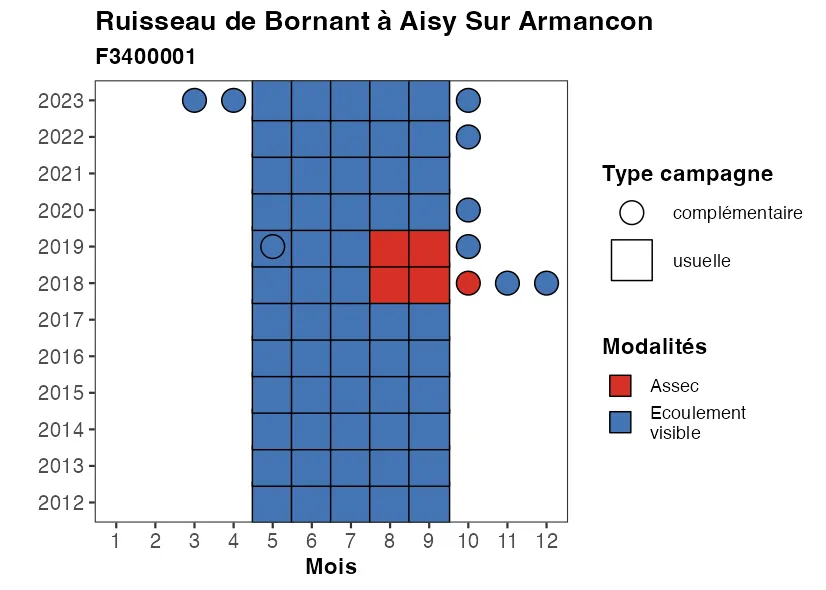 Ruisseau de Bornant à Aisy Sur Armancon
F3400001
2023
2022
2021
2020
2019
2018
2017
2016
2015
2014
2013
2012
1 2 3 4 5 6 7 8 9 10 11 12
Mois
Type campagne
complémentaire
usuelle
Modalités
Assec
Ecoulement
visible